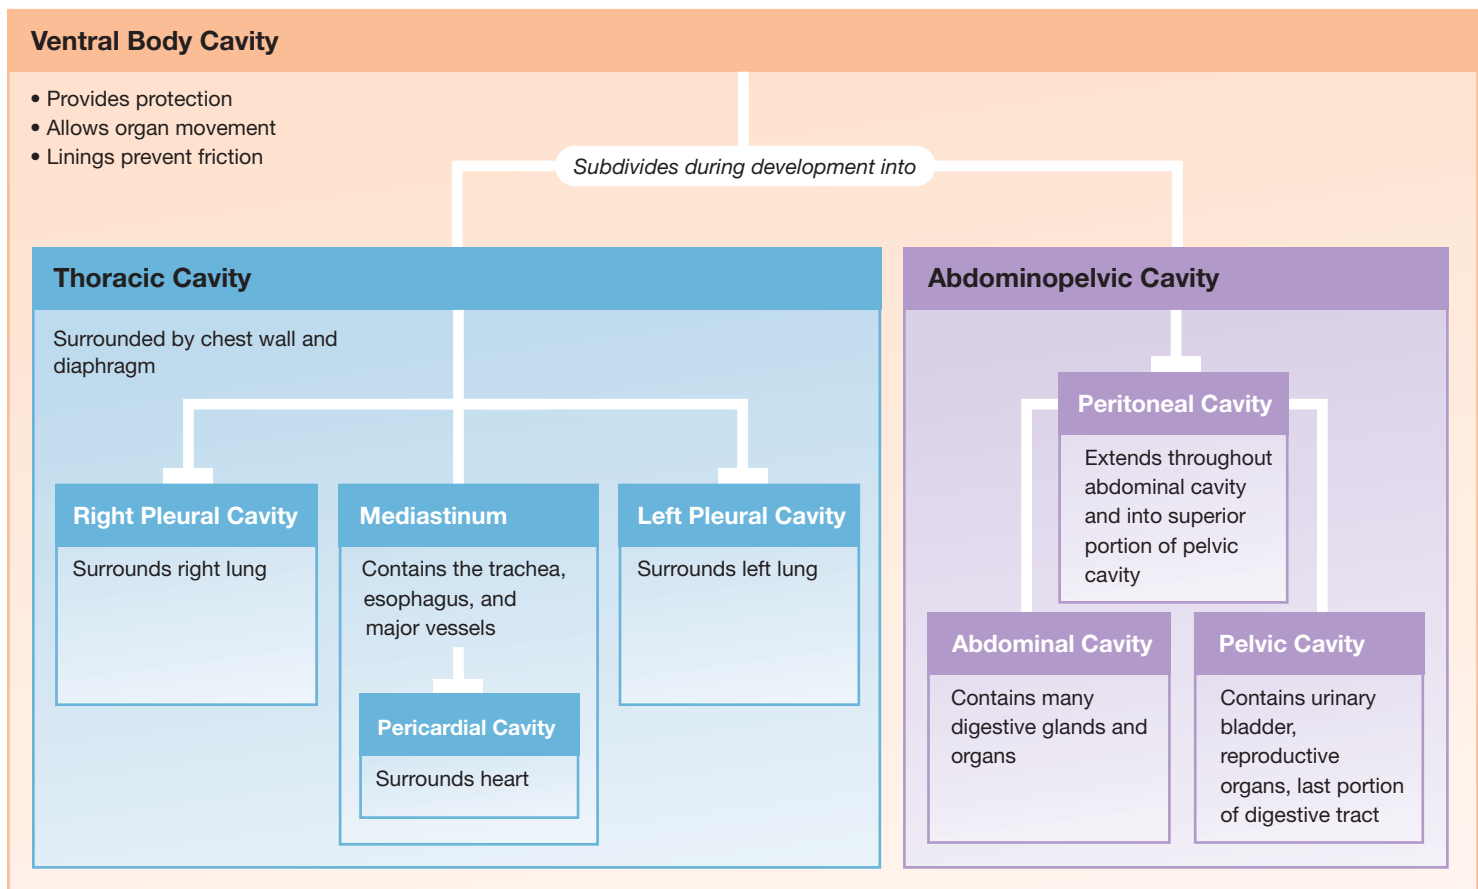 Ventral Body Cavity
• Provides protection
• Allows organ movement
• Linings prevent friction
Subdivides during development into
Thoracic Cavity
Surrounded by chest wall and
diaphragm
Right Pleural Cavity
Surrounds right lung
Mediastinum
Contains the trachea,
esophagus, and
major vessels
Pericardial Cavity
Surrounds heart
Left Pleural Cavity
Surrounds left lung
Abdominopelvic Cavity
Peritoneal Cavity
Extends throughout
abdominal cavity
and into superior
portion of pelvic
cavity
Abdominal Cavity
Contains many
digestive glands and
organs
Pelvic Cavity
Contains urinary
bladder,
reproductive
organs, last portion
of digestive tract